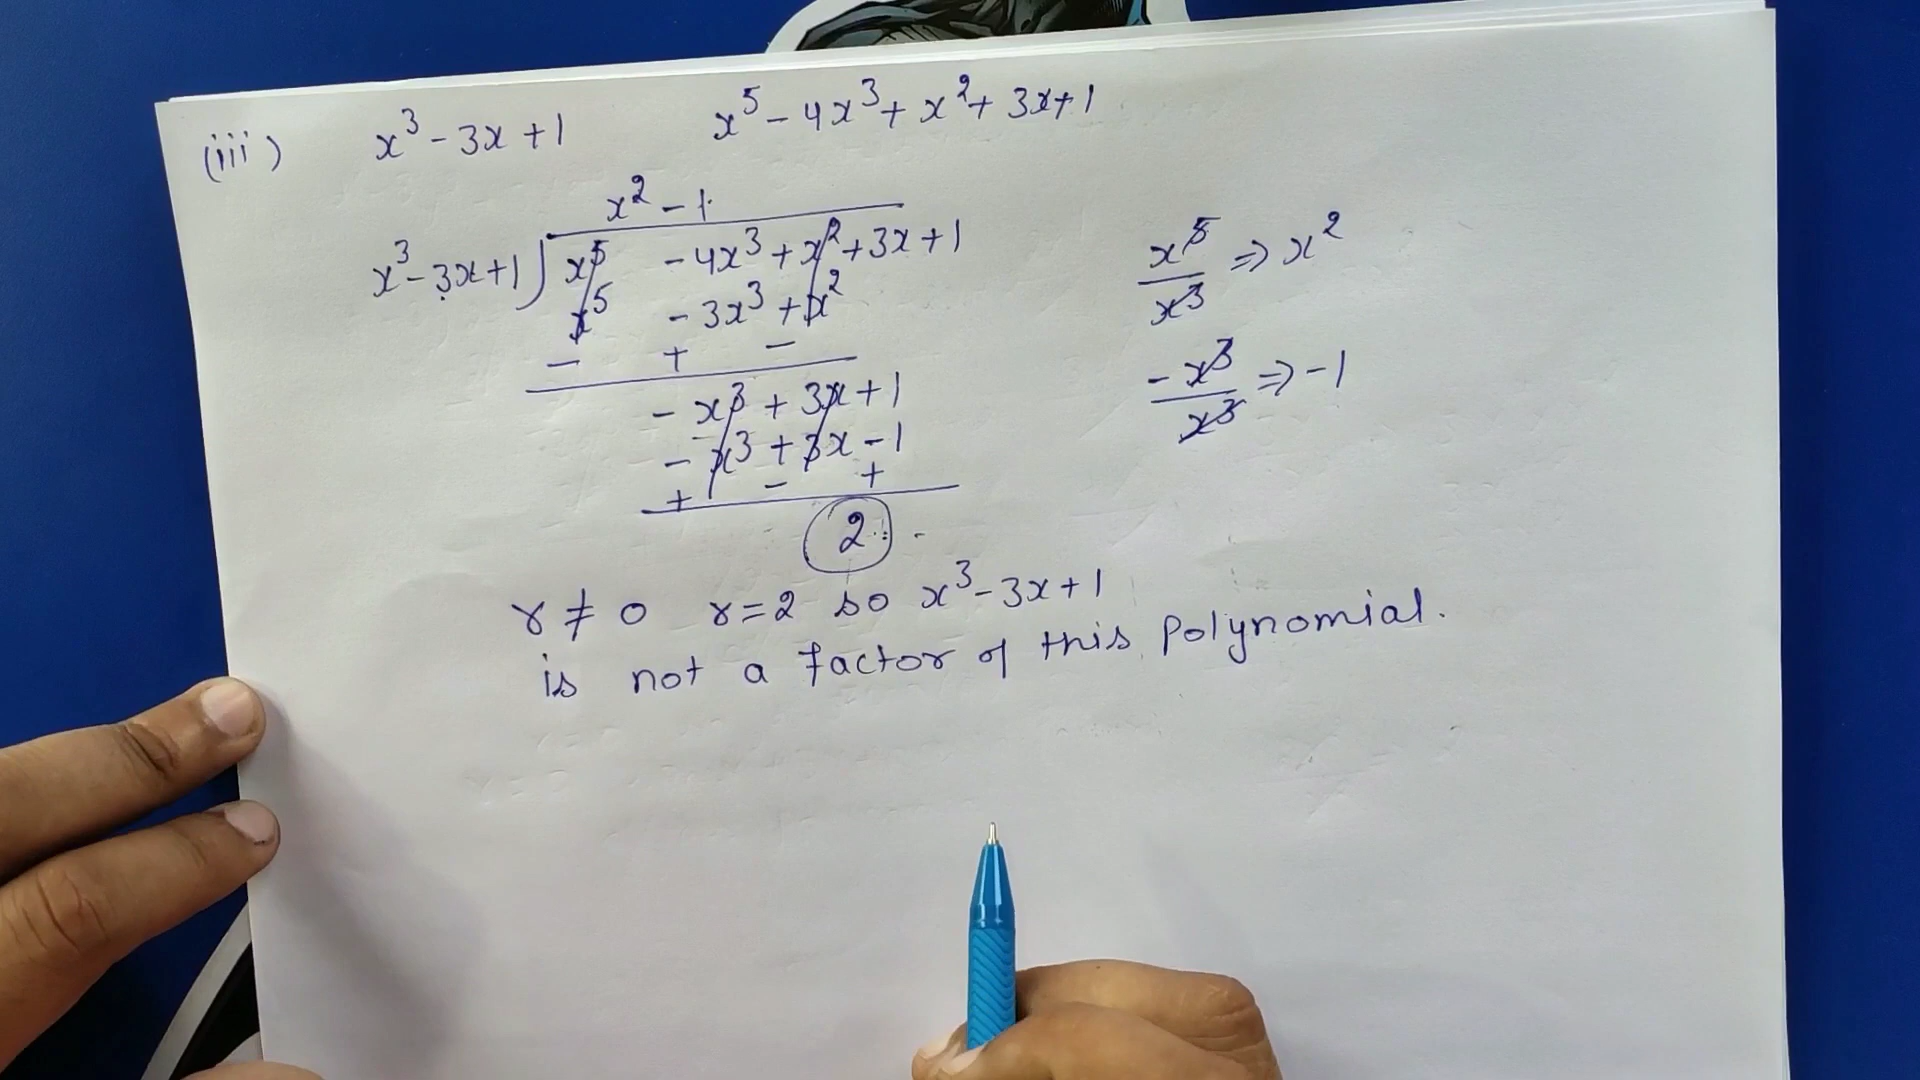 (iii) x³ - 3x + 1    x⁵ - 4x³ + x² + 3x + 1
x² - 1
x³ - 3x + 1 ) x⁵ - 4x³ + x² + 3x + 1
x⁵ - 3x³ + x²
- + -
- x³ + 3x + 1
- x³ + 3x - 1
+ - +
2
x⁵/x³ ⇒ x²
-x³/x³ ⇒ -1
r ≠ 0 r = 2 so x³ - 3x + 1
is not a factor of this polynomial.